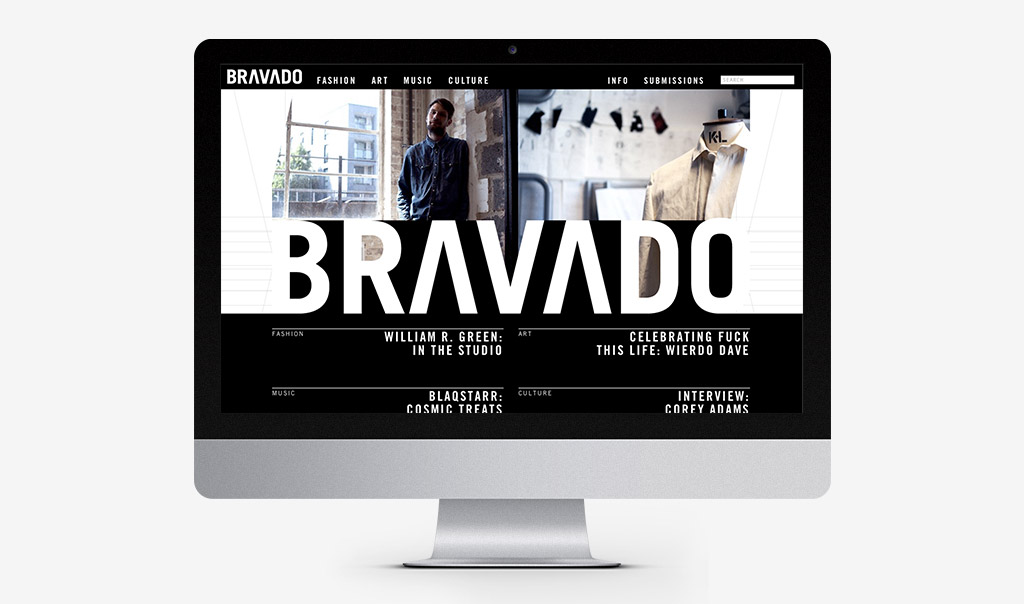 BRAVADO FASHION ART MUSIC CULTURE INFO SUBMISSIONS SEARCH
K·L
BRAVADO
FASHION
WILLIAM R. GREEN:
IN THE STUDIO
ART
CELEBRATING FUCK
THIS LIFE: WIERDO DAVE
MUSIC
BLAQSTARR:
COSMIC TREATS
CULTURE
INTERVIEW:
COREY ADAMS